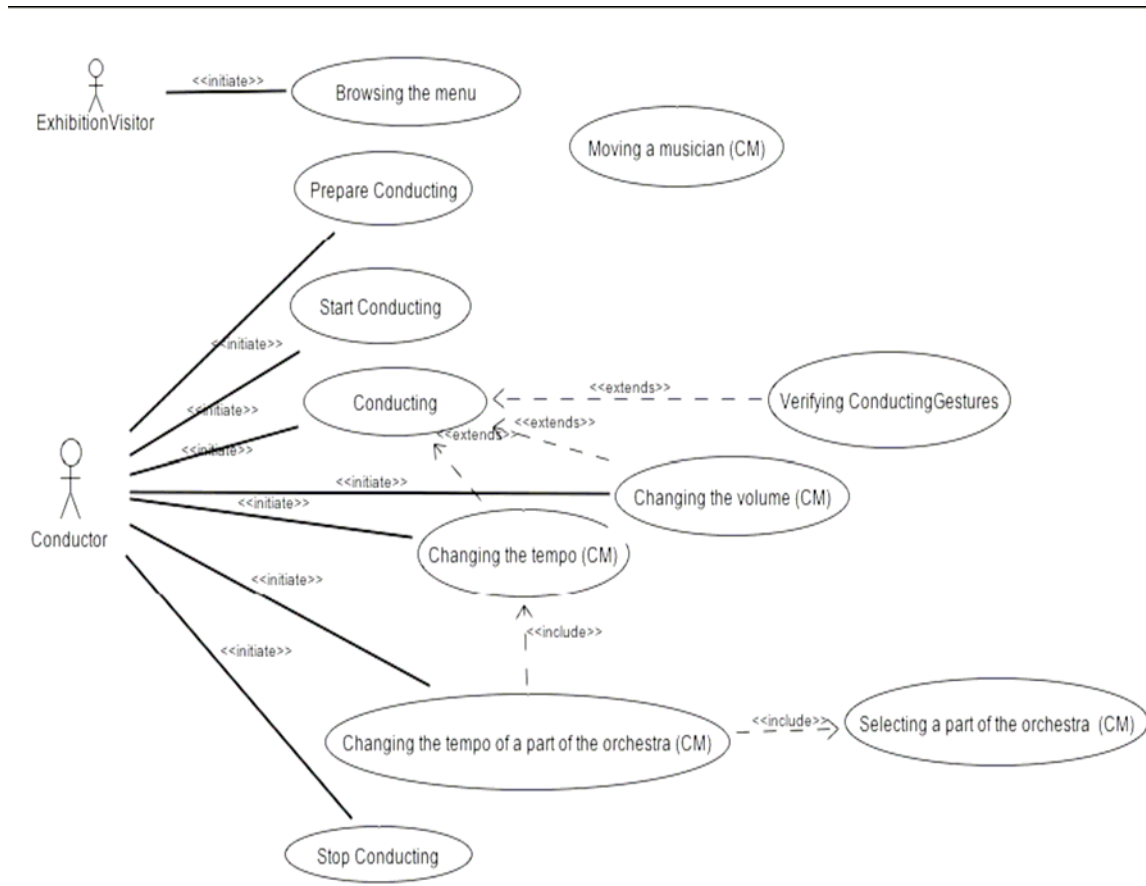 <<initiate>>
Browsing the menu
ExhibitionVisitor
Moving a musician (CM)
Prepare Conducting
Start Conducting
<<initiate>>
Conducting
<<extends>>
Verifying ConductingGestures
<<initiate>>
<<extends>>
<<extends>>
<<initiate>>
<<initiate>>
Changing the volume (CM)
<<initiate>>
Conductor
Changing the tempo (CM)
<<initiate>>
<<include>>
<<initiate>>
Changing the tempo of a part of the orchestra (CM)
<<include>>
Selecting a part of the orchestra (CM)
Stop Conducting